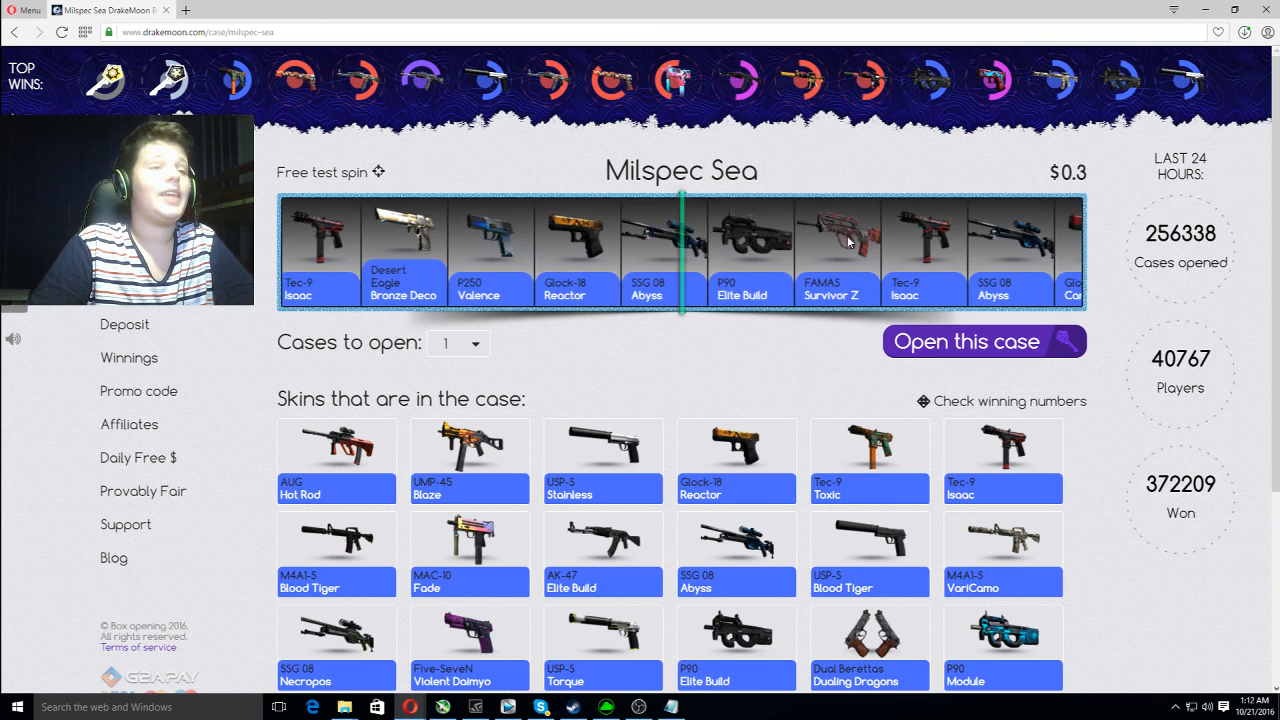 Menu
Milspec Sea DrakeMoon B
www.drakemoon.com/case/milspec-sea
TOP
WINS:
Free test spin
Milspec Sea
$0.3
LAST 24
HOURS:
256338
Cases opened
40767
Players
372209
Won
Tec-9
Isaac
Desert
Eagle
Bronze Deco
P250
Valence
Glock-18
Reactor
SSG 08
Abyss
P90
Elite Build
FAMAS
Survivor Z
Tec-9
Isaac
SSG 08
Abyss
Glo
Ca
Cases to open:
1
Open this case
Deposit
Winnings
Promo code
Affiliates
Daily Free $
Provably Fair
Support
Blog
Skins that are in the case:
Check winning numbers
AUG
Hot Rod
UMP-45
Blaze
USP-S
Stainless
Glock-18
Reactor
Tec-9
Toxic
Tec-9
Isaac
M4A1-S
Blood Tiger
MAC-10
Fade
AK-47
Elite Build
SSG 08
Abyss
USP-S
Blood Tiger
M4A1-S
VariCamo
SSG 08
Necropos
Five-SeveN
Violent Daimyo
USP-S
Torque
P90
Elite Build
Dual Berettas
Dualing Dragons
P90
Module
© Box opening 2016.
All rights reserved.
Terms of service
G2APAY
Search the web and Windows
1:12 AM
10/21/2016